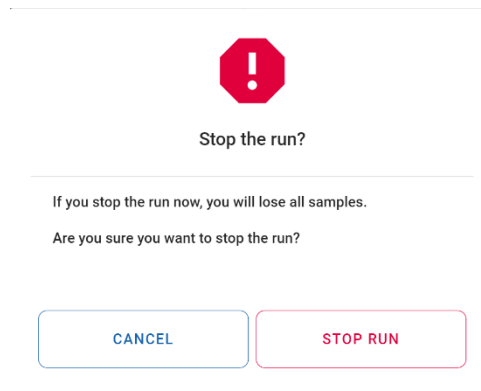 Stop the run?
If you stop the run now, you will lose all samples.
Are you sure you want to stop the run?
CANCEL
STOP RUN